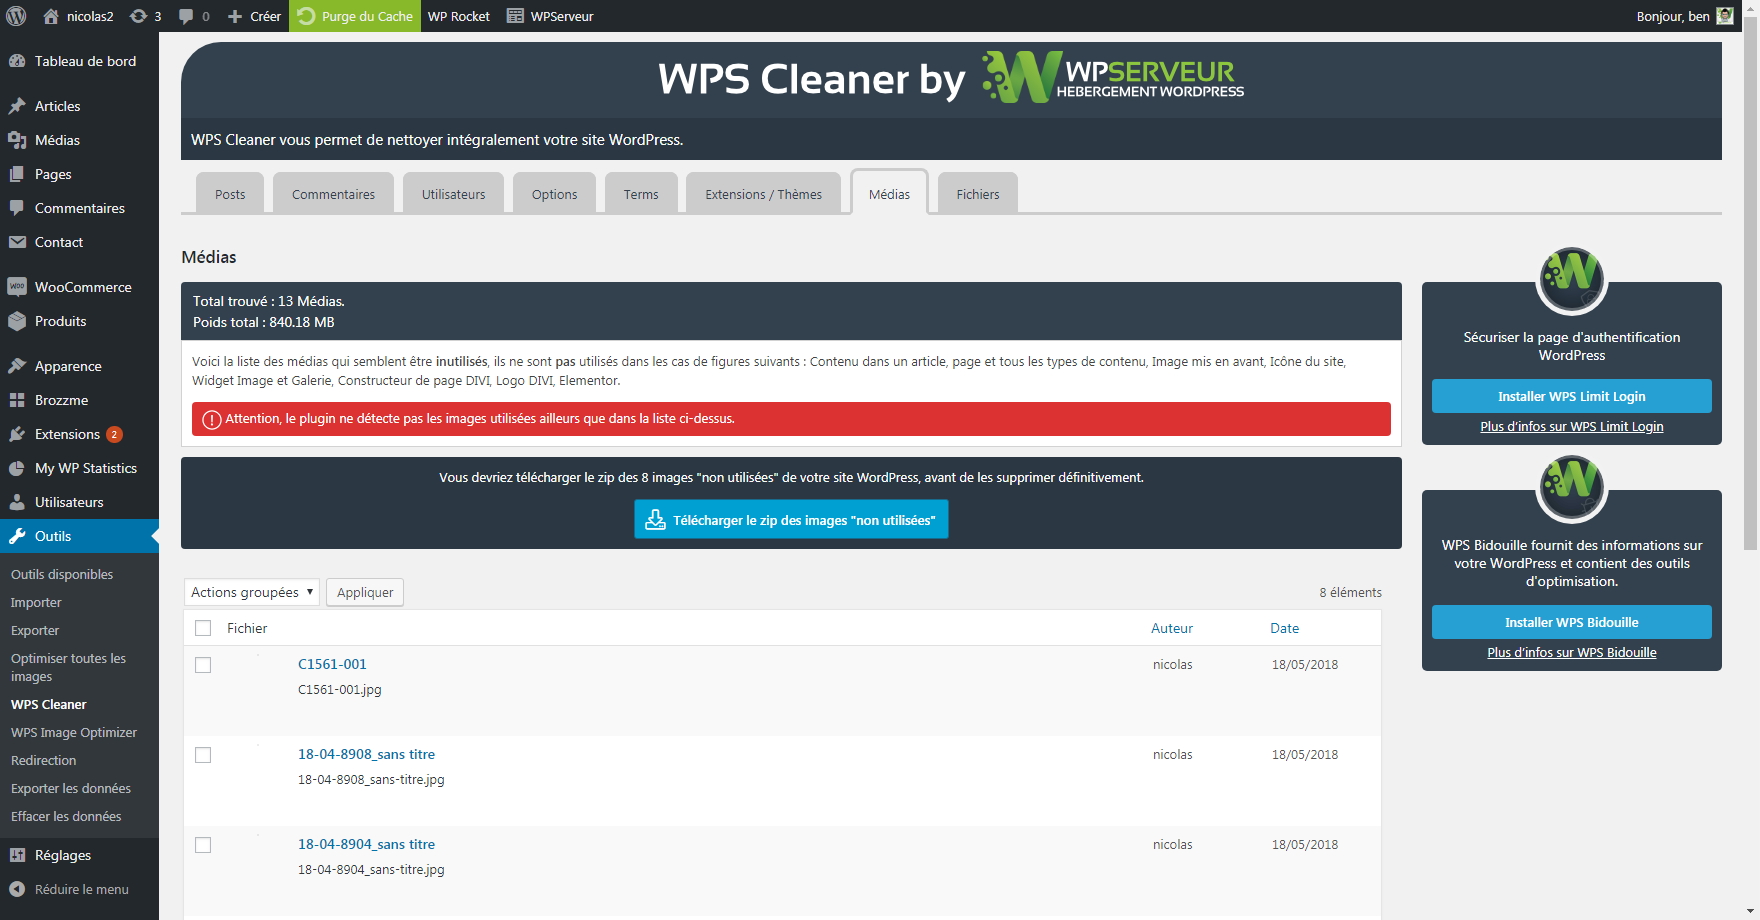 nicolas2
3
0
Créer
Purge du Cache
WP Rocket
WPServeur
Bonjour, ben
Tableau de bord
Articles
Médias
Pages
Commentaires
Contact
WooCommerce
Produits
Apparence
Brozzme
Extensions 2
My WP Statistics
Utilisateurs
Outils
Outils disponibles
Importer
Exporter
Optimiser toutes les
images
WPS Cleaner
WPS Image Optimizer
Redirection
Exporter les données
Effacer les données
Réglages
Réduire le menu
WPS Cleaner by WPSERVEUR
HEBERGEMENT WORDPRESS
WPS Cleaner vous permet de nettoyer intégralement votre site WordPress.
Posts
Commentaires
Utilisateurs
Options
Terms
Extensions / Thèmes
Médias
Fichiers
Médias
Total trouvé : 13 Médias.
Poids total : 840.18 MB
Voici la liste des médias qui semblent être inutilisés, ils ne sont pas utilisés dans les cas de figures suivants : Contenu dans un article, page et tous les types de contenu, Image mis en avant, Icône du site,
Widget Image et Galerie, Constructeur de page DIVI, Logo DIVI, Elementor.
Attention, le plugin ne détecte pas les images utilisées ailleurs que dans la liste ci-dessus.
Vous devriez télécharger le zip des 8 images "non utilisées" de votre site WordPress, avant de les supprimer définitivement.
Télécharger le zip des images "non utilisées"
Actions groupées
Appliquer
8 éléments
Fichier
Auteur
Date
C1561-001
nicolas
18/05/2018
C1561-001.jpg
18-04-8908_sans titre
nicolas
18/05/2018
18-04-8908_sans-titre.jpg
18-04-8904_sans titre
nicolas
18/05/2018
18-04-8904_sans-titre.jpg
Sécuriser la page d'authentification
WordPress
Installer WPS Limit Login
Plus d'infos sur WPS Limit Login
WPS Bidouille fournit des informations sur
votre WordPress et contient des outils
d'optimisation.
Installer WPS Bidouille
Plus d'infos sur WPS Bidouille